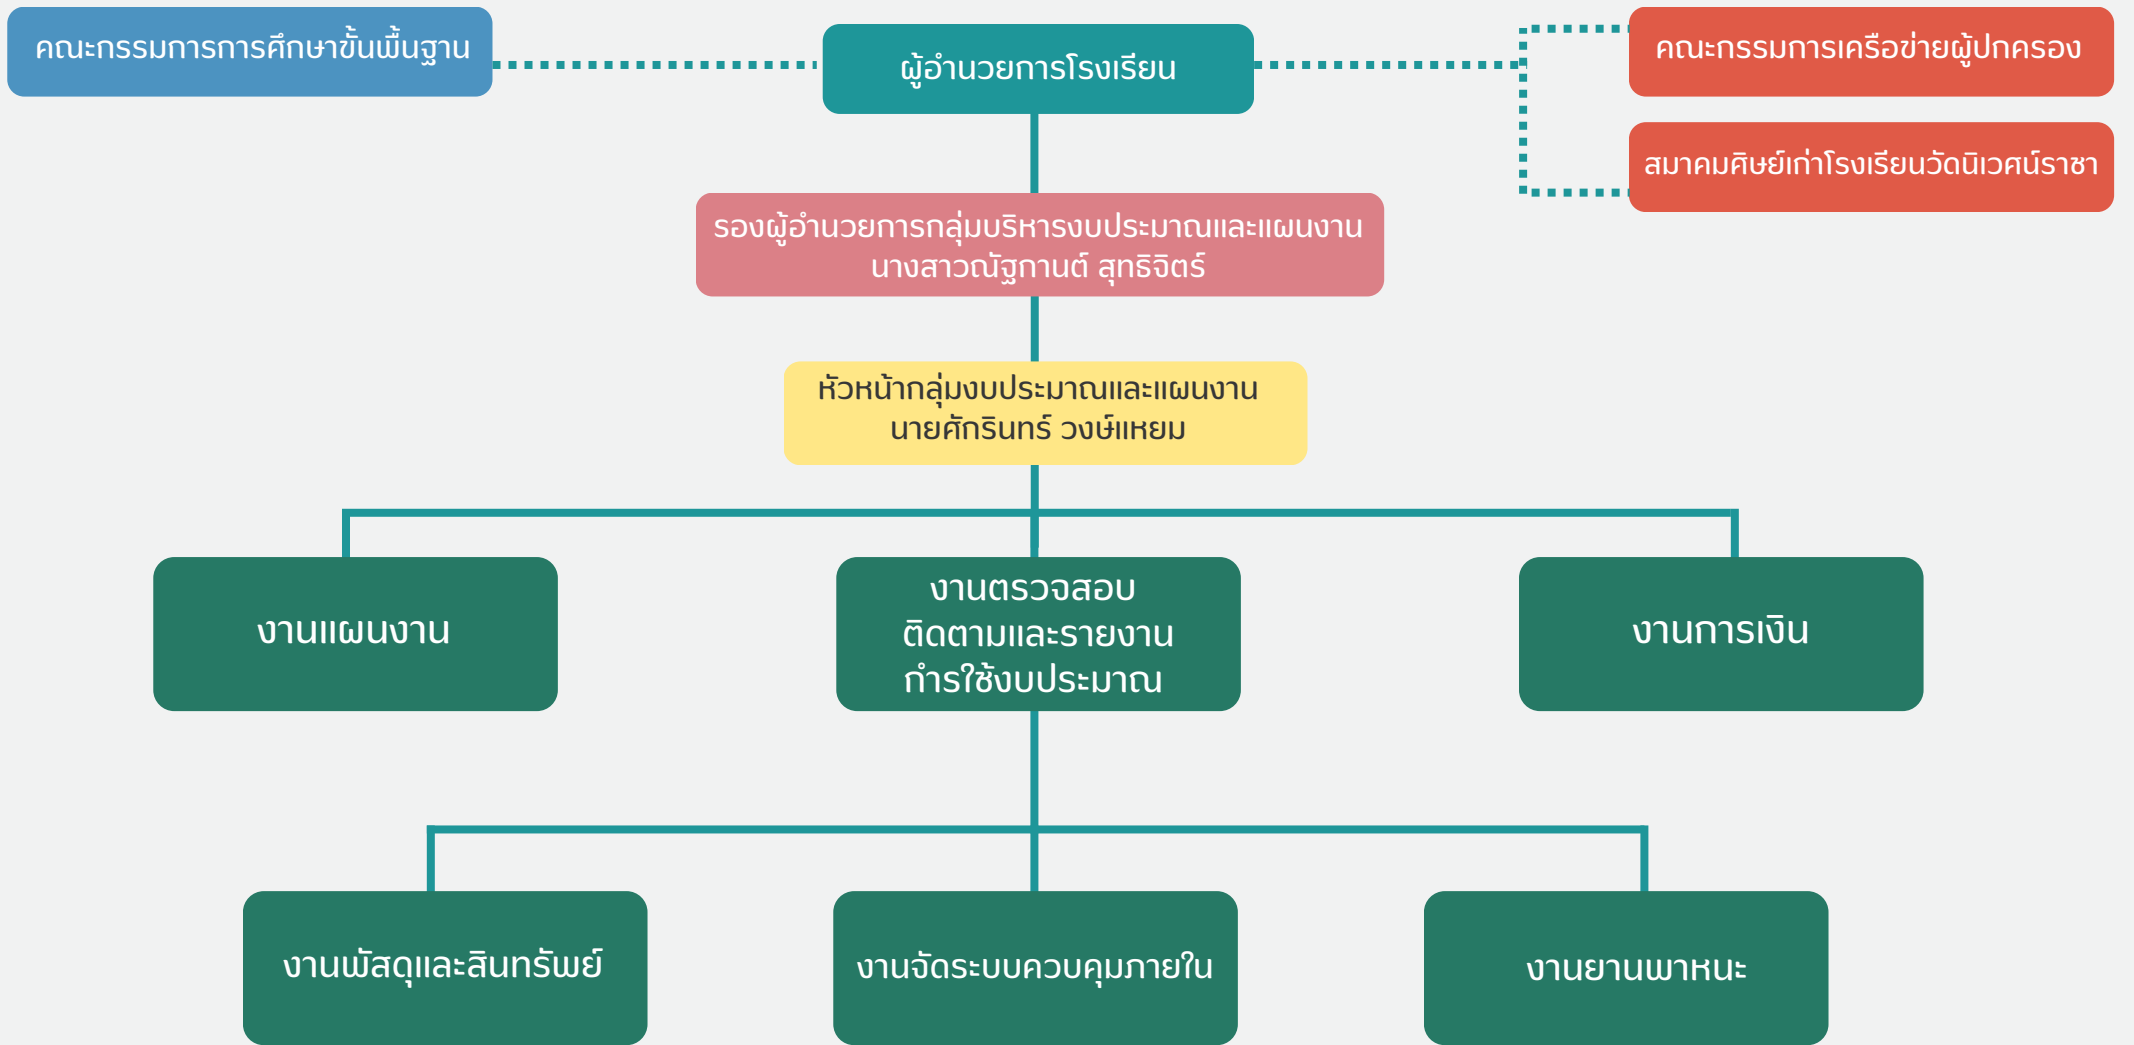 คณะกรรมการการศึกษาขั้นพื้นฐาน
ผู้อำนวยการโรงเรียน
คณะกรรมการเครือข่ายผู้ปกครอง
สมาคมศิษย์เก่าโรงเรียนวัดนิเวศน์ราชา
รองผู้อำนวยการกลุ่มบริหารงบประมาณและแผนงาน
นางสาวณัฐกานต์ สุทธิจิตร์
หัวหน้ากลุ่มงบประมาณและแผนงาน
นายศักรินทร์ วงษ์แหยม
งานแผนงาน
งานตรวจสอบ
ติดตามและรายงาน
กำรใช้งบประมาณ
งานการเงิน
งานพัสดุและสินทรัพย์
งานจัดระบบควบคุมภายใน
งานยานพาหนะ